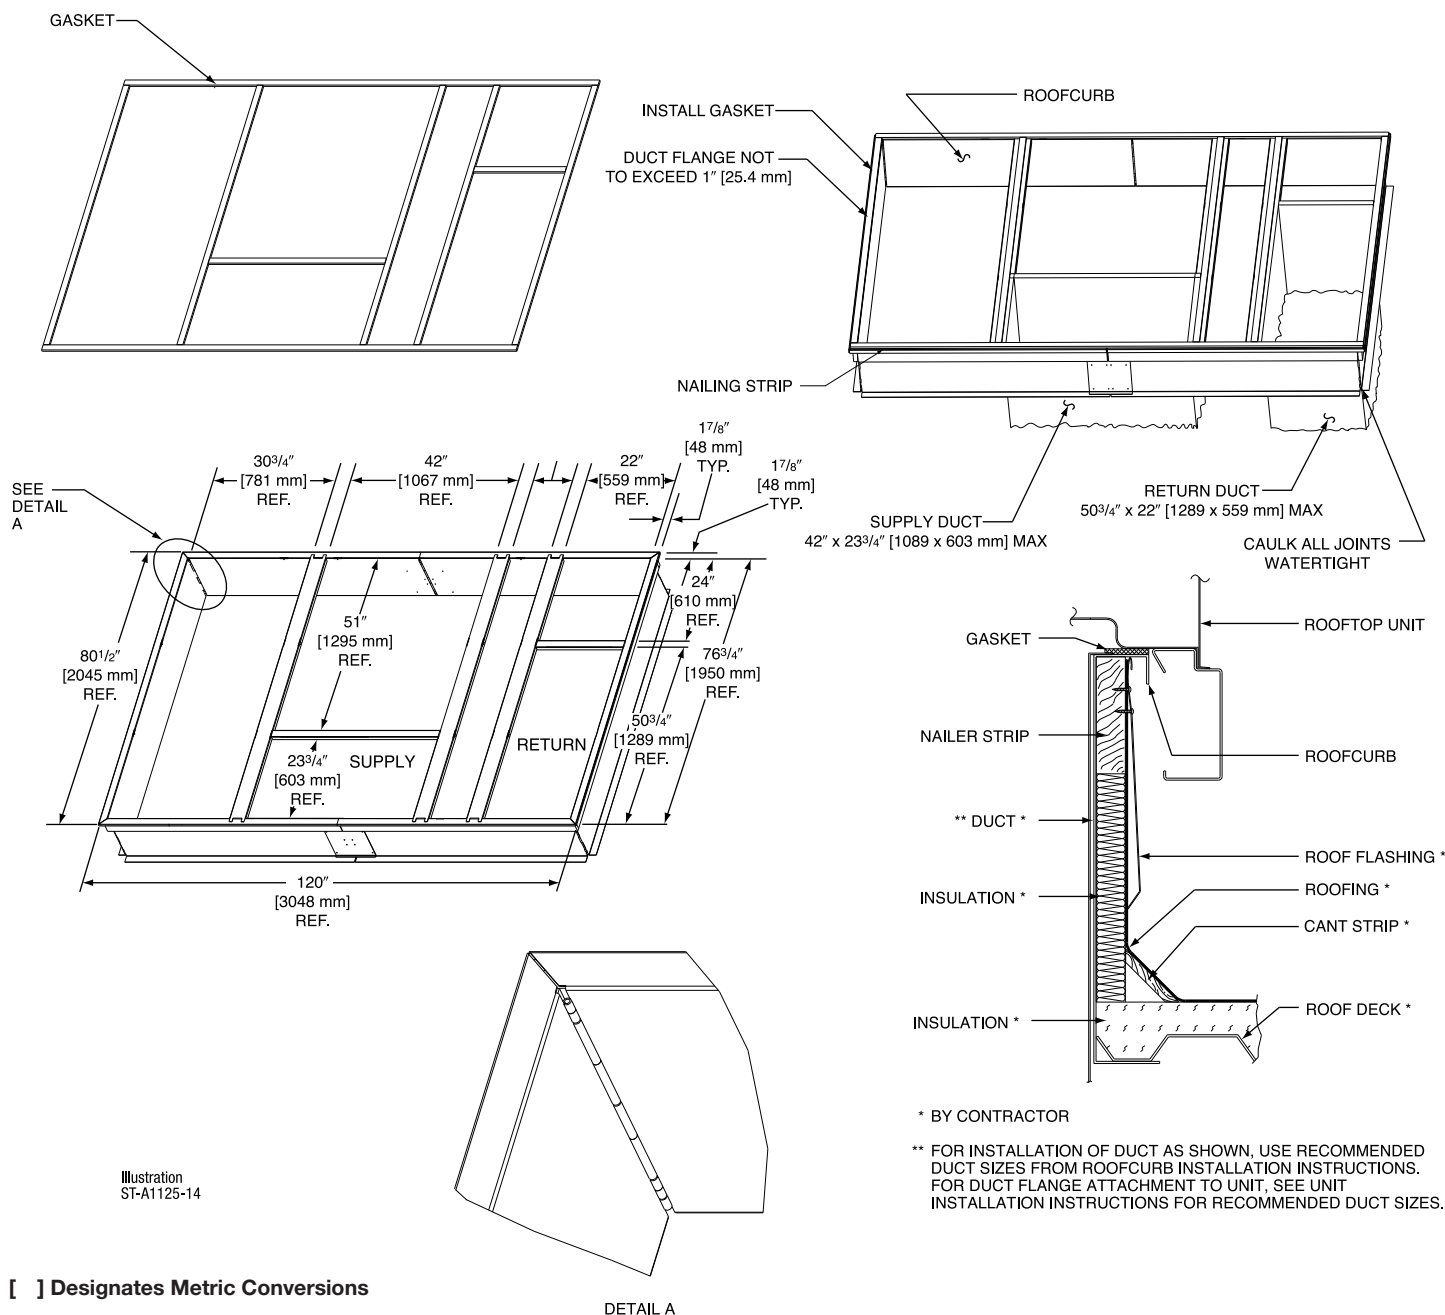 GASKET
INSTALL GASKET
DUCT FLANGE NOT
TO EXCEED 1″ [25.4 mm]
ROOFCURB
NAILING STRIP
SUPPLY DUCT
42″ x 233/4″ [1089 x 603 mm] MAX
RETURN DUCT
503/4″ x 22″ [1289 x 559 mm] MAX
CAULK ALL JOINTS
WATERTIGHT
SEE
DETAIL
A
303/4″
[781 mm]
REF.
42″
[1067 mm]
REF.
22″
[559 mm]
REF.
17/8″
[48 mm]
TYP.
17/8″
[48 mm]
TYP.
801/2″
[2045 mm]
REF.
51″
[1295 mm]
REF.
24″
[610 mm]
REF.
763/4″
[1950 mm]
REF.
503/4″
[1289 mm]
REF.
233/4″
[603 mm]
REF.
SUPPLY
RETURN
120″
[3048 mm]
REF.
GASKET
ROOFTOP UNIT
NAILER STRIP
ROOFCURB
** DUCT *
ROOF FLASHING *
INSULATION *
ROOFING *
CANT STRIP *
INSULATION *
ROOF DECK *
* BY CONTRACTOR
** FOR INSTALLATION OF DUCT AS SHOWN, USE RECOMMENDED
DUCT SIZES FROM ROOFCURB INSTALLATION INSTRUCTIONS.
FOR DUCT FLANGE ATTACHMENT TO UNIT, SEE UNIT
INSTALLATION INSTRUCTIONS FOR RECOMMENDED DUCT SIZES.
Illustration
ST-A1125-14
[ ] Designates Metric Conversions
DETAIL A